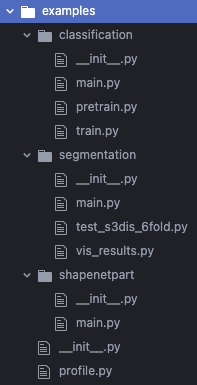 examples
classification
__init__.py
main.py
pretrain.py
train.py
segmentation
__init__.py
main.py
test_s3dis_6fold.py
vis_results.py
shapenetpart
__init__.py
main.py
__init__.py
profile.py